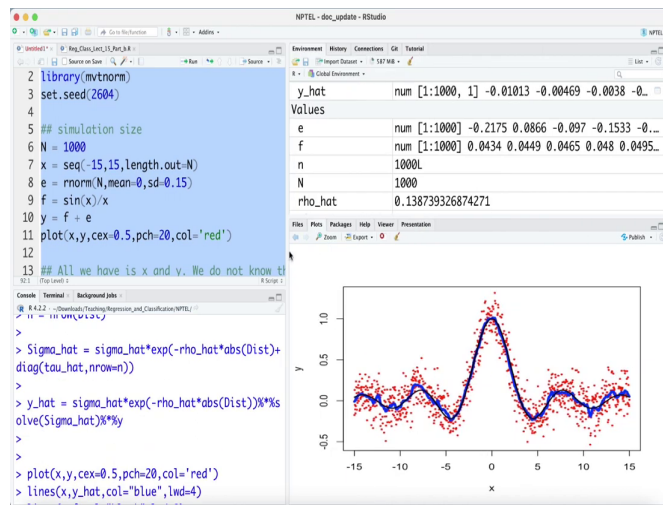 NPTEL - doc_update - RStudio
Go to file/function
Addins
NPTEL
Untitled1* × Reg_Class_Lect_15_Part_b.R ×
Source on Save
Run
Source
2 library(mvtnorm)
3 set.seed(2604)
4
5 ## simulation size
6 N = 1000
7 x = seq(-15,15,length.out=N)
8 e = rnorm(N,mean=0,sd=0.15)
9 f = sin(x)/x
10 y = f + e
11 plot(x,y,cex=0.5,pch=20,col='red')
12
13 ## All we have is x and y. We do not know th
92:1 (Top Level) R Script
Console Terminal × Background Jobs ×
R 4.2.2 · ~/Downloads/Teaching/Regression_and_Classification/NPTEL/
> n = nrow(Dist)
>
> Sigma_hat = sigma_hat*exp(-rho_hat*abs(Dist)+
diag(tau_hat,nrow=n))
>
> y_hat = sigma_hat*exp(-rho_hat*abs(Dist))%*%s
olve(Sigma_hat)%*%y
>
>
> plot(x,y,cex=0.5,pch=20,col='red')
> lines(x,y_hat,col="blue",lwd=4)
Environment History Connections Git Tutorial
Import Dataset 587 MiB
List
R Global Environment
y_hat num [1:1000, 1] -0.01013 -0.00469 -0.0038 -0…
Values
e num [1:1000] -0.2175 0.0866 -0.097 -0.1533 -0.…
f num [1:1000] 0.0434 0.0449 0.0465 0.048 0.0495…
n 1000L
N 1000
rho_hat 0.138739326874271
Files Plots Packages Help Viewer Presentation
Zoom Export
Publish
y
1.0
0.5
0.0
-0.5
-15 -10 -5 0 5 10 15
x